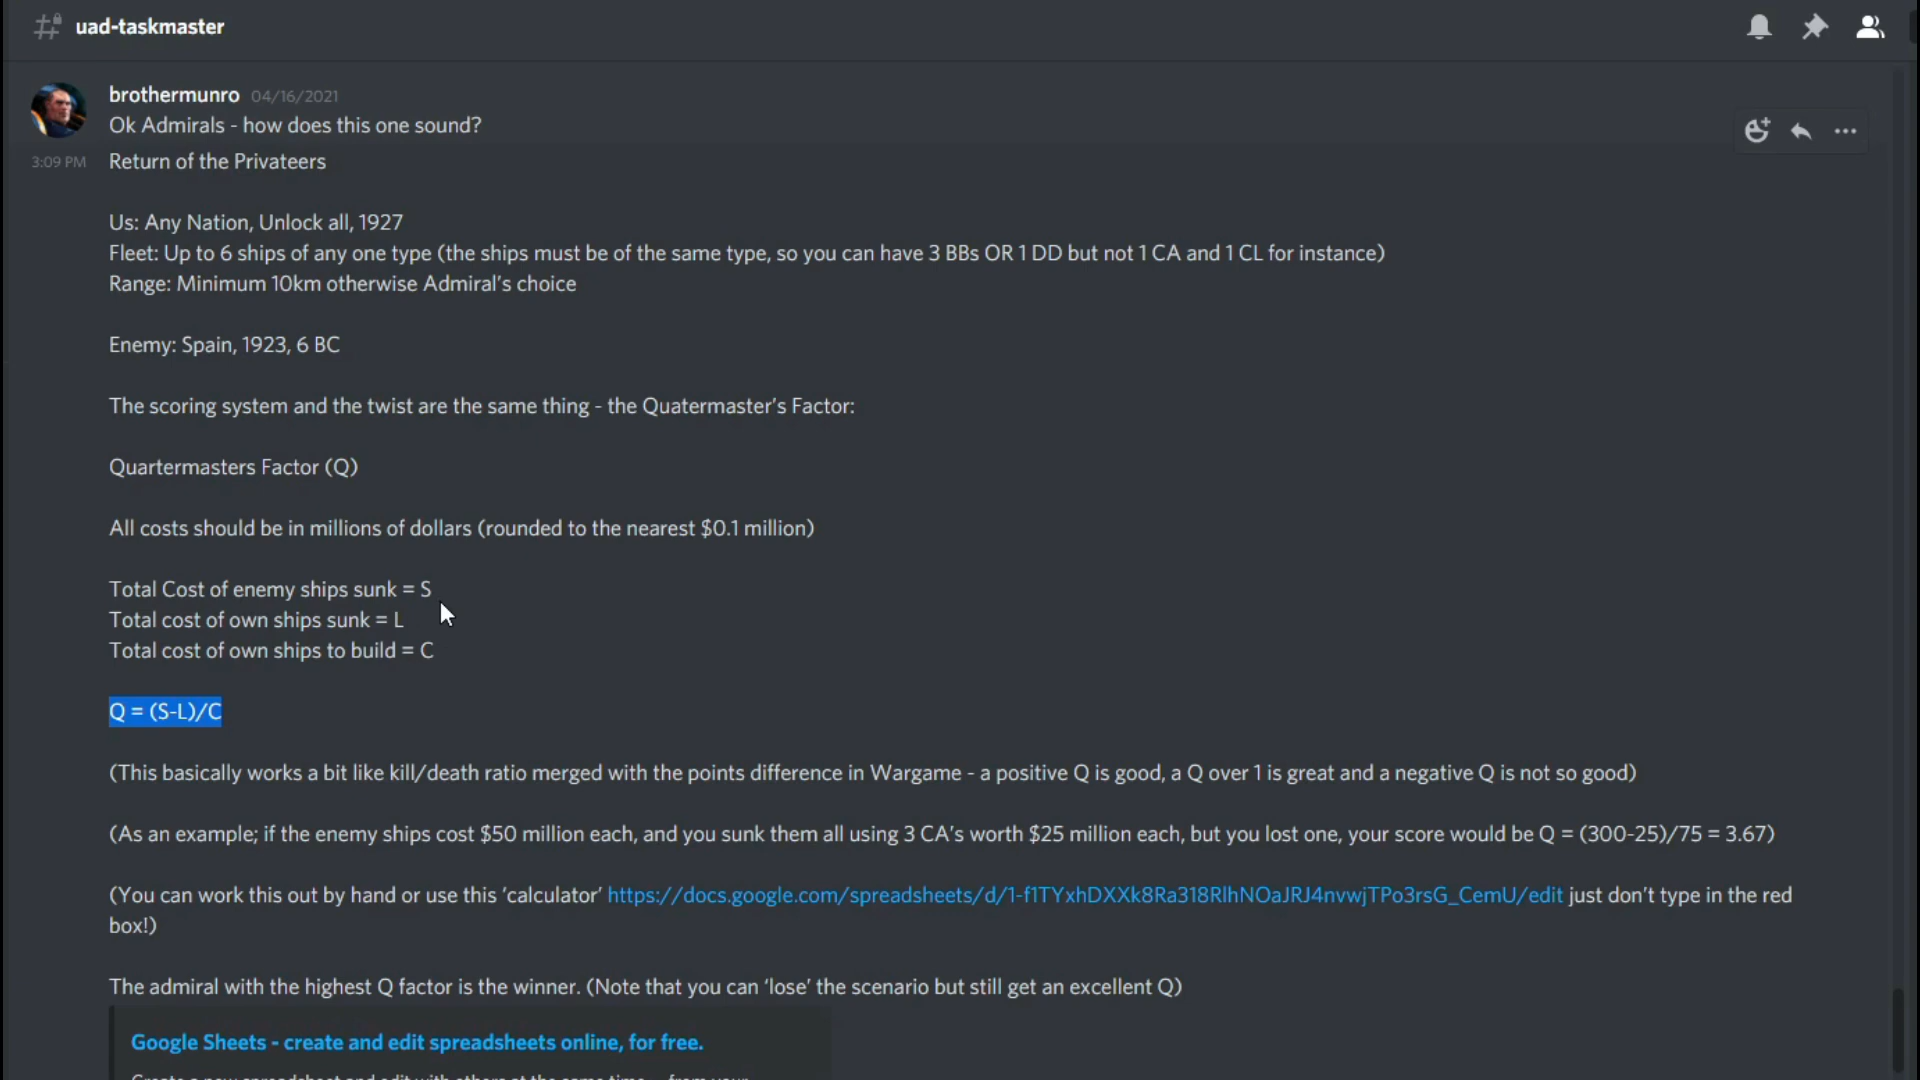 uad-taskmaster
brothermunro 04/16/2021
Ok Admirals - how does this one sound?
3:09 PM Return of the Privateers
Us: Any Nation, Unlock all, 1927
Fleet: Up to 6 ships of any one type (the ships must be of the same type, so you can have 3 BBs OR 1 DD but not 1 CA and 1 CL for instance)
Range: Minimum 10km otherwise Admiral's choice
Enemy: Spain, 1923, 6 BC
The scoring system and the twist are the same thing - the Quatermaster's Factor:
Quartermasters Factor (Q)
All costs should be in millions of dollars (rounded to the nearest $0.1 million)
Total Cost of enemy ships sunk = S
Total cost of own ships sunk = L
Total cost of own ships to build = C
Q = (S-L)/C
(This basically works a bit like kill/death ratio merged with the points difference in Wargame - a positive Q is good, a Q over 1 is great and a negative Q is not so good)
(As an example; if the enemy ships cost $50 million each, and you sunk them all using 3 CA's worth $25 million each, but you lost one, your score would be Q = (300-25)/75 = 3.67)
(You can work this out by hand or use this 'calculator' https://docs.google.com/spreadsheets/d/1-f1TYxhDXXk8Ra318RlhNOaJRJ4nvwjTPo3rsG_CemU/edit just don't type in the red
box!)
The admiral with the highest Q factor is the winner. (Note that you can 'lose' the scenario but still get an excellent Q)
Google Sheets - create and edit spreadsheets online, for free.